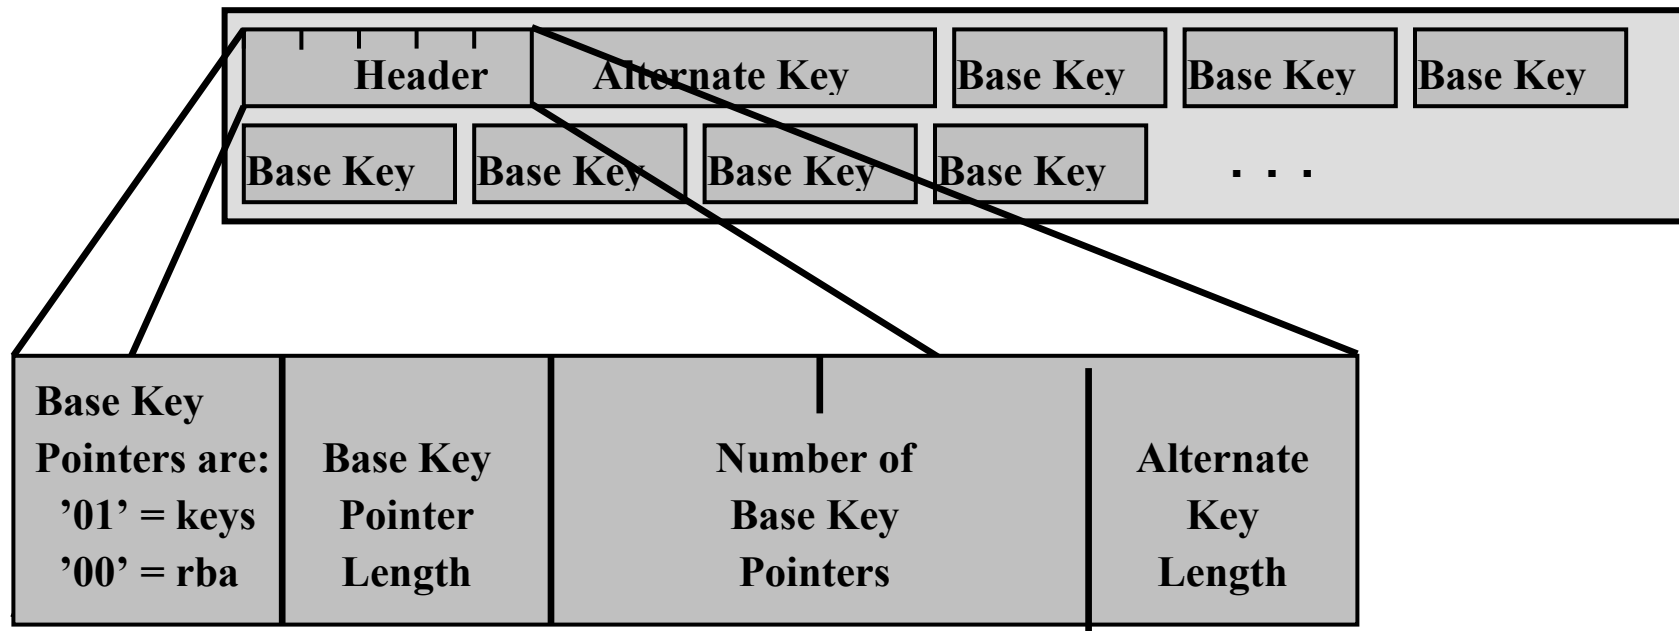 Header Alternate Key Base Key Base Key Base Key
Base Key Base Key Base Key Base Key . . .
Base Key
Pointers are:
’01’ = keys
’00’ = rba
Base Key
Pointer
Length
Number of
Base Key
Pointers
Alternate
Key
Length